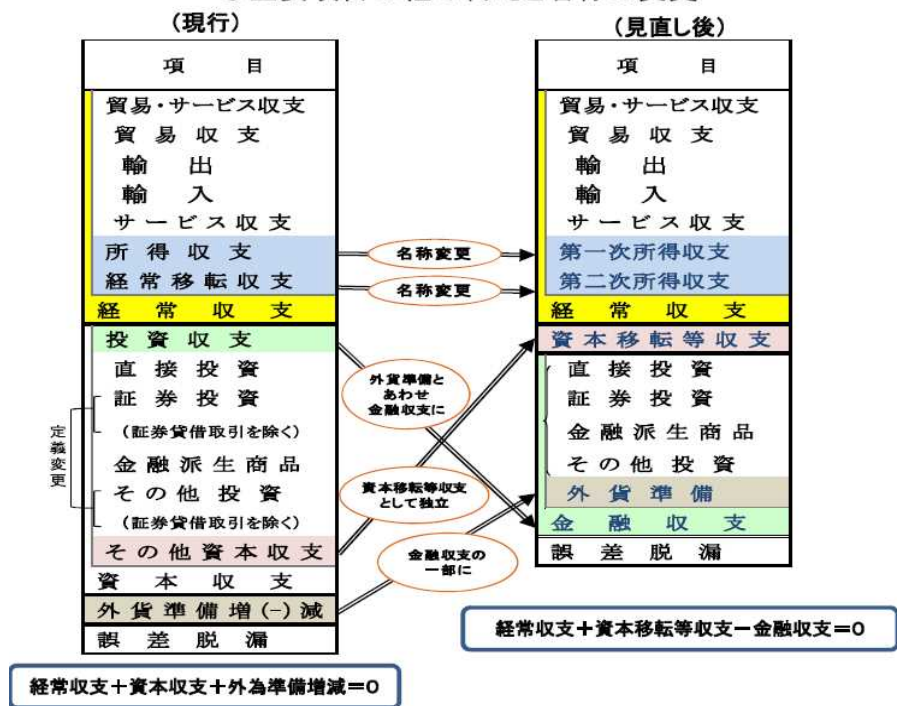 （現行）
項 目
貿易・サービス収支
貿易収支
輸出
輸入
サービス収支
所得収支
経常移転収支
経常収支
投資収支
直接投資
証券投資
（証券貸借取引を除く）
金融派生商品
その他投資
（証券貸借取引を除く）
その他資本収支
資本収支
外貨準備増(-)減
誤差脱漏
定義変更
経常収支＋資本収支＋外為準備増減＝0
名称変更
名称変更
外貨準備と
あわせ
金融収支に
資本移転等収支
として独立
金融収支の
一部に
（見直し後）
項 目
貿易・サービス収支
貿易収支
輸出
輸入
サービス収支
第一次所得収支
第二次所得収支
経常収支
資本移転等収支
直接投資
証券投資
金融派生商品
その他投資
外貨準備
金融収支
誤差脱漏
経常収支＋資本移転等収支－金融収支＝0